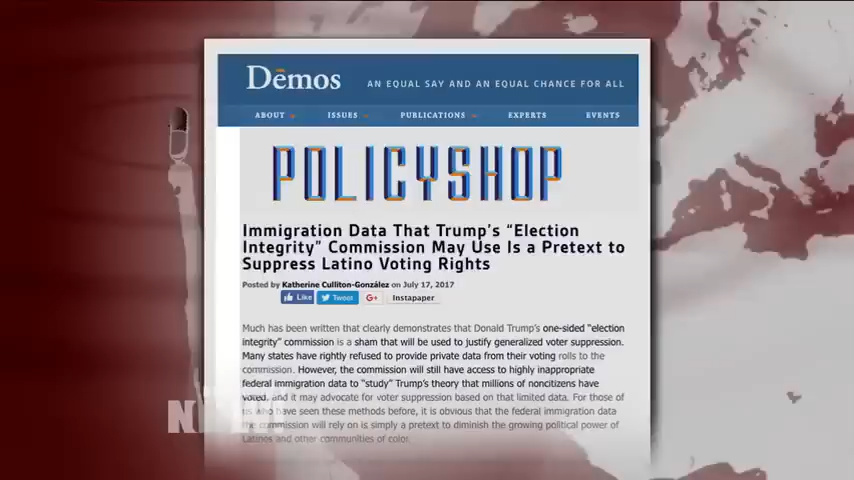 Dēmos
AN EQUAL SAY AND AN EQUAL CHANCE FOR ALL
ABOUT ISSUES PUBLICATIONS EXPERTS EVENTS
POLICYSHOP
Immigration Data That Trump's "Election
Integrity" Commission May Use Is a Pretext to
Suppress Latino Voting Rights
Posted by Katherine Culliton-González on July 17, 2017
Like Tweet G+ Instapaper
Much has been written that clearly demonstrates that Donald Trump's one-sided "election
integrity" commission is a sham that will be used to justify generalized voter suppression.
Many states have rightly refused to provide private data from their voting rolls to the
commission. However, the commission will still have access to highly inappropriate
federal immigration data to "study" Trump's theory that millions of noncitizens have
voted, and it may advocate for voter suppression based on that limited data. For those of
us who have seen these methods before, it is obvious that the federal immigration data
the commission will rely on is simply a pretext to diminish the growing political power of
Latinos and other communities of color.